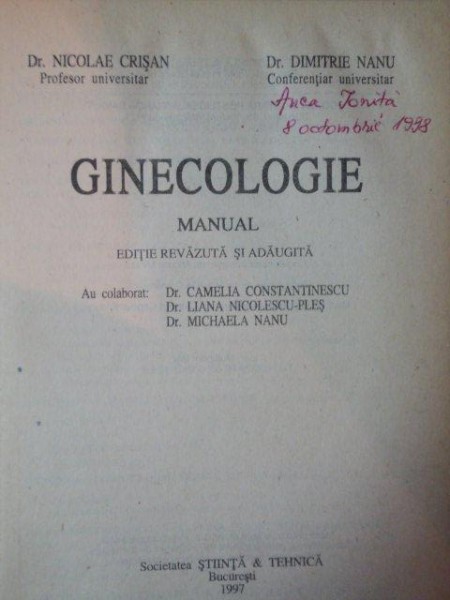 Dr. NICOLAE CRIŞAN
Profesor universitar
Dr. DIMITRIE NANU
Conferenţiar universitar
Anca Ioniţă
8 octombrie 1998
GINECOLOGIE
MANUAL
EDIŢIE REVĂZUTĂ ŞI ADĂUGITĂ
Au colaborat: Dr. CAMELIA CONSTANTINESCU
Dr. LIANA NICOLESCU-PLEŞ
Dr. MICHAELA NANU
Societatea ŞTIINŢĂ & TEHNICĂ
Bucureşti
1997